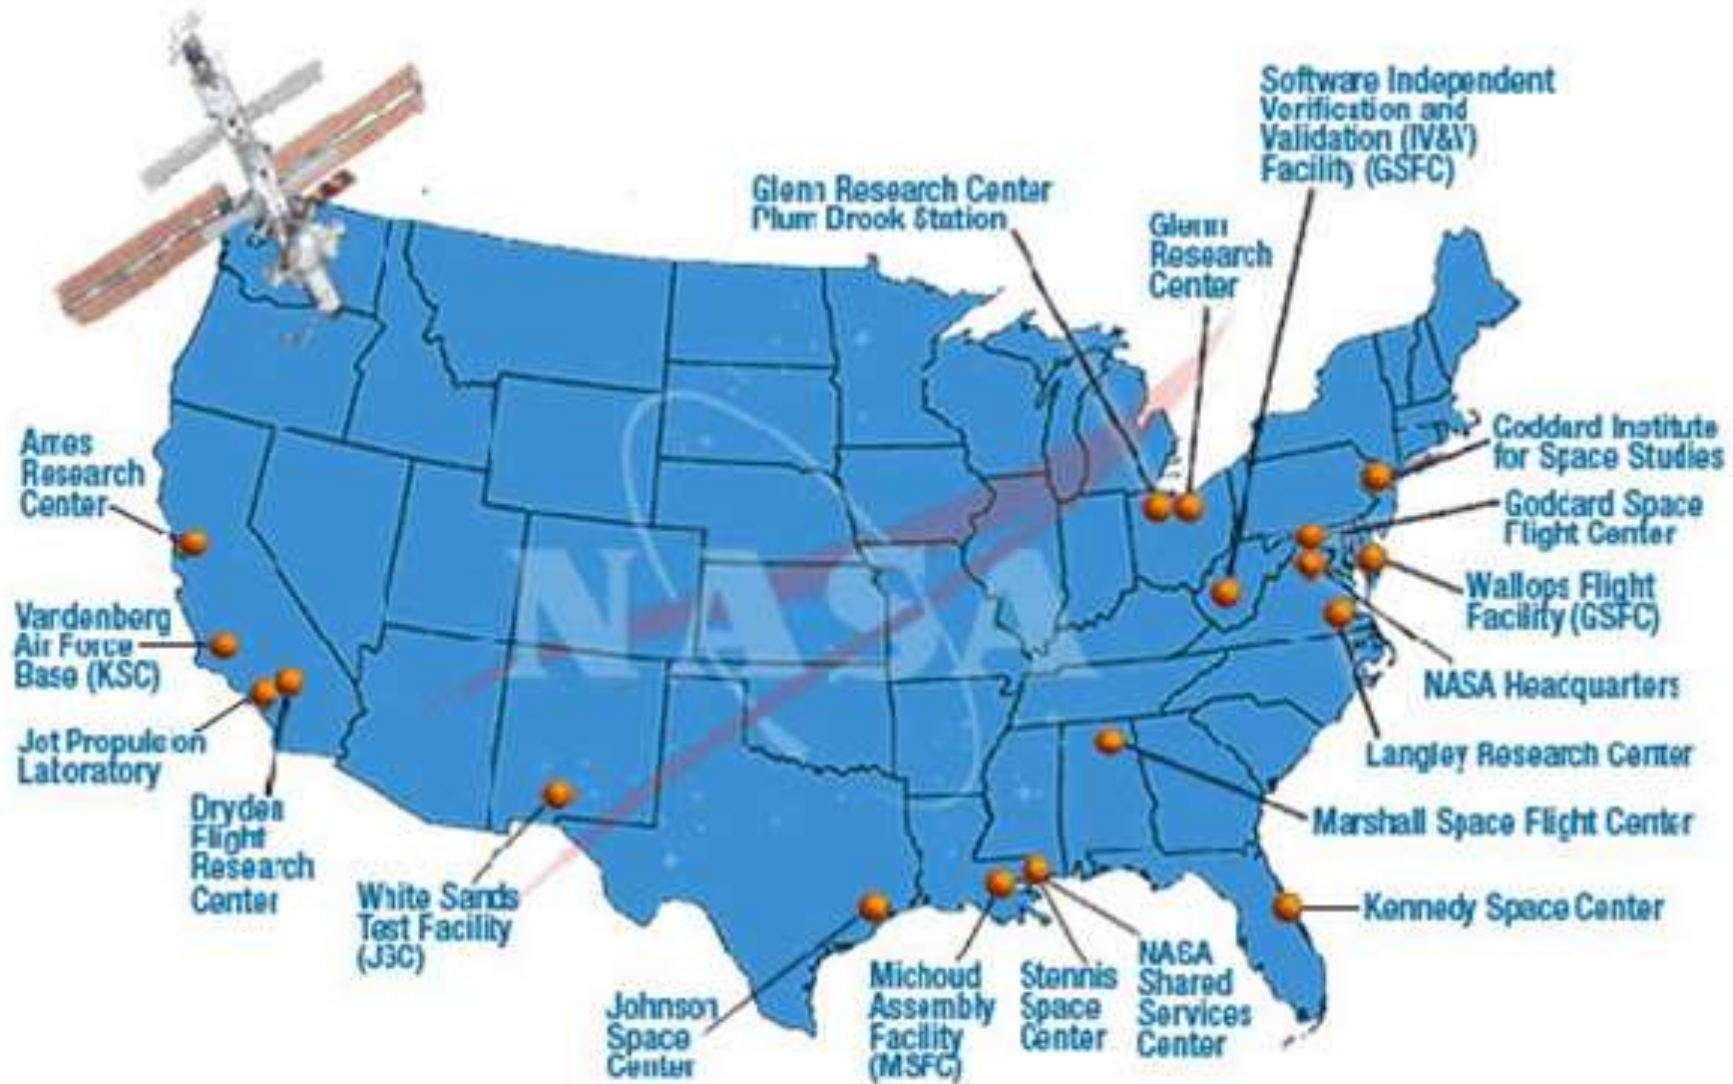 Software Independent
Verification and
Validation (IV&V)
Facility (GSFC)
Glenn Research Center
Plum Brook Station
Glenn
Research
Center
Ames
Research
Center
Goddard Institute
for Space Studies
Godcard Space
Flight Center
Wallops Flight
Facility (GSFC)
NASA
Vardenberg
Air Force
Base (KSC)
NASA Headquarters
Jet Propulsion
Laboratory
Langley Research Center
Dryden
Flight
Research
Center
Marshall Space Flight Center
White Sands
Test Facility
(JSC)
Kennedy Space Center
Johnson
Space
Center
Michoud
Assembly
Facility
(MSFC)
Stennis
Space
Center
NASA
Shared
Services
Center